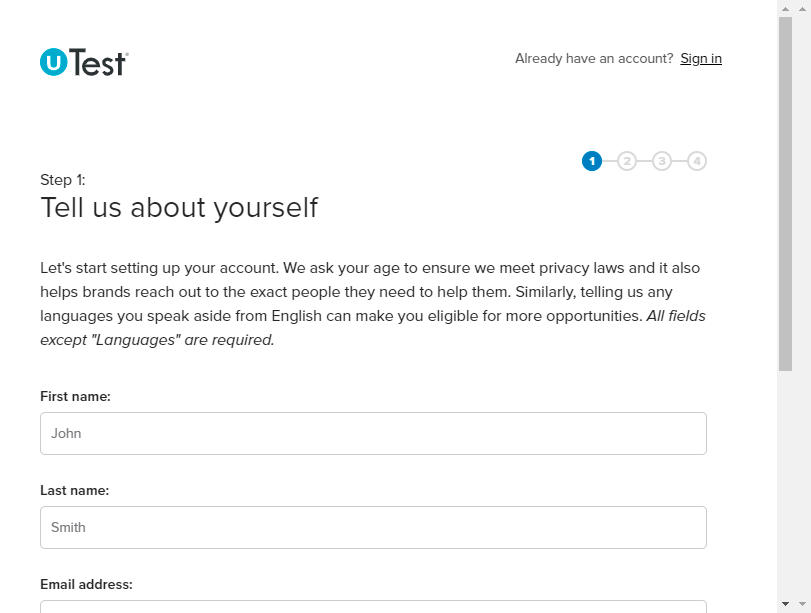 uTest
Already have an account? Sign in
1 2 3 4
Step 1:
Tell us about yourself
Let's start setting up your account. We ask your age to ensure we meet privacy laws and it also
helps brands reach out to the exact people they need to help them. Similarly, telling us any
languages you speak aside from English can make you eligible for more opportunities. All fields
except "Languages" are required.
First name:
John
Last name:
Smith
Email address: